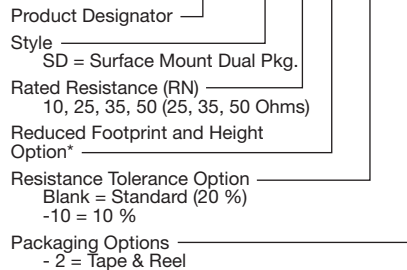 Product Designator
Style
SD = Surface Mount Dual Pkg.
Rated Resistance (RN)
10, 25, 35, 50 (25, 35, 50 Ohms)
Reduced Footprint and Height
Option*
Resistance Tolerance Option
Blank = Standard (20 %)
-10 = 10 %
Packaging Options
- 2 = Tape & Reel